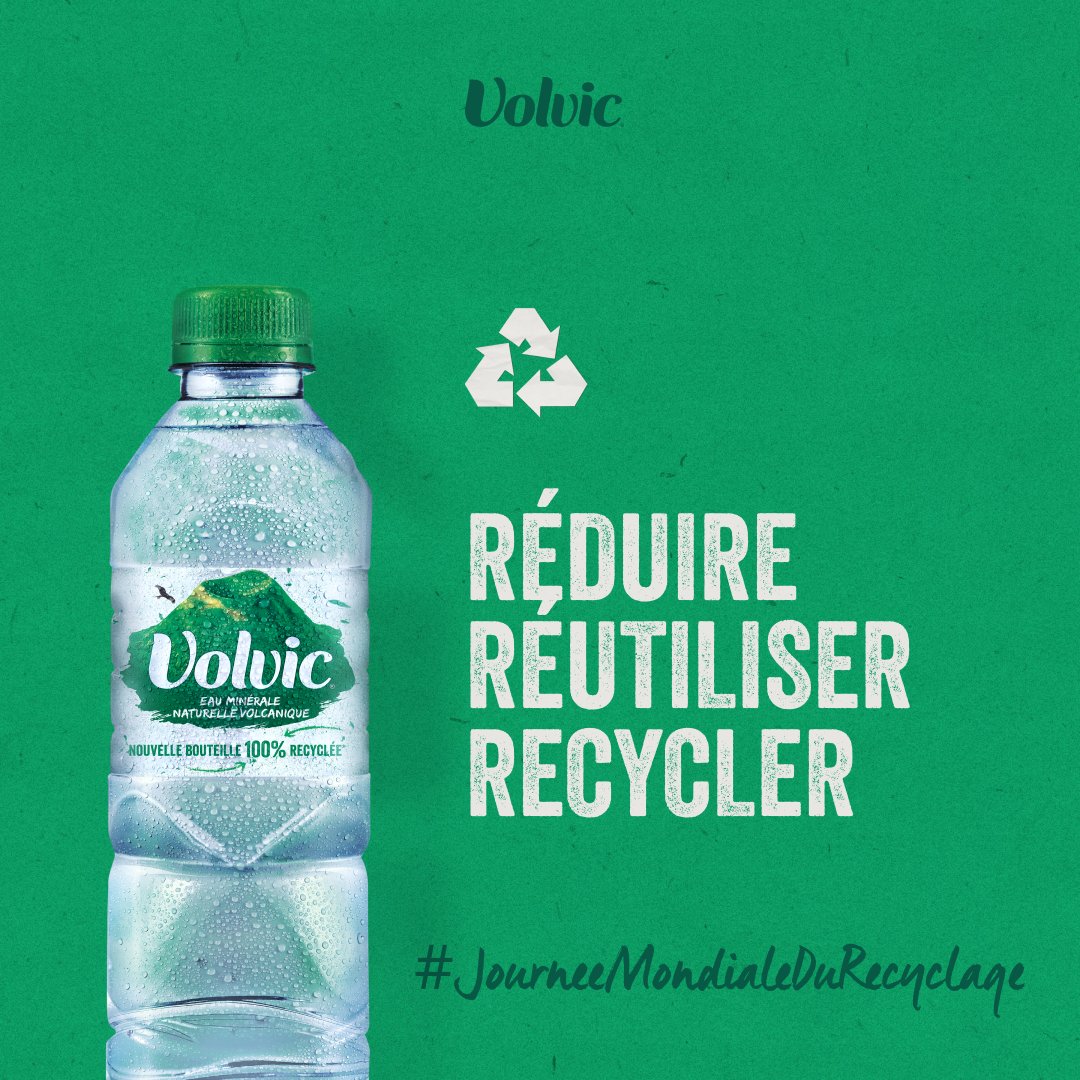 Volvic
RÉDUIRE
RÉUTILISER
RECYCLER
Volvic
EAU MINÉRALE
NATURELLE VOLCANIQUE
NOUVELLE BOUTEILLE 100% RECYCLÉE*
#JourneeMondialeDuRecyclage